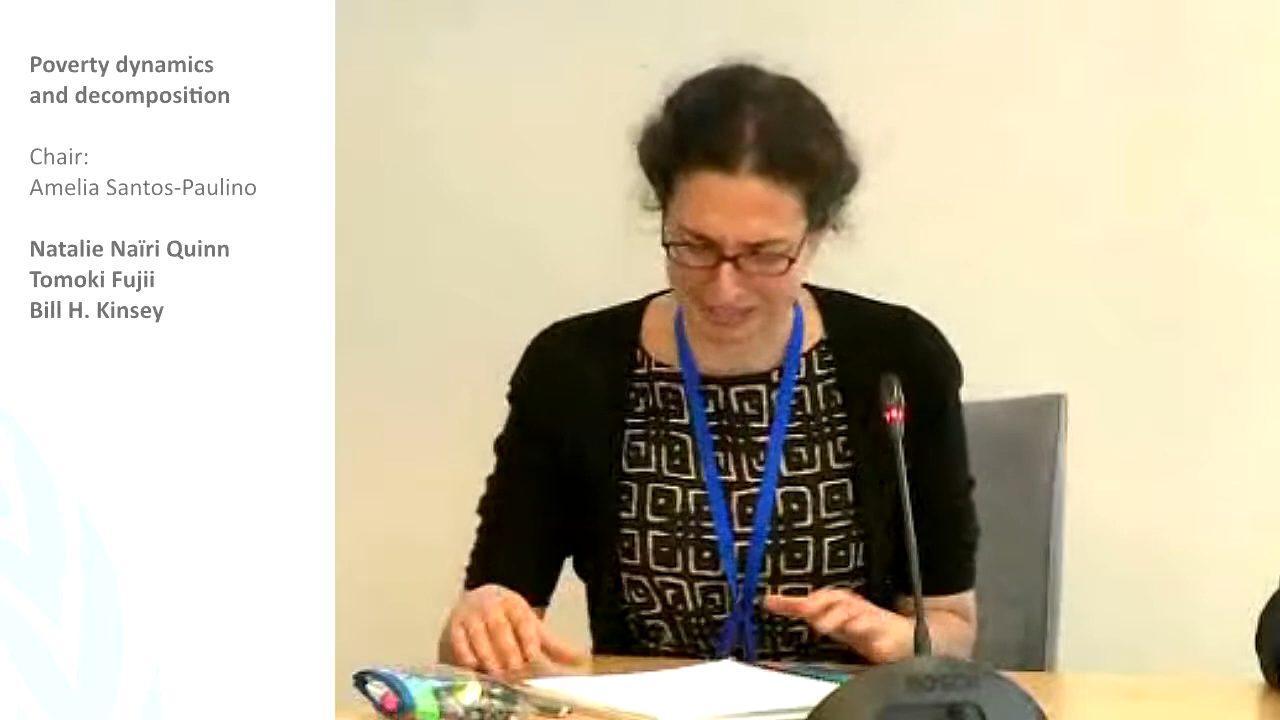 Poverty dynamics
and decomposition
Chair:
Amelia Santos-Paulino
Natalie Naïri Quinn
Tomoki Fujii
Bill H. Kinsey